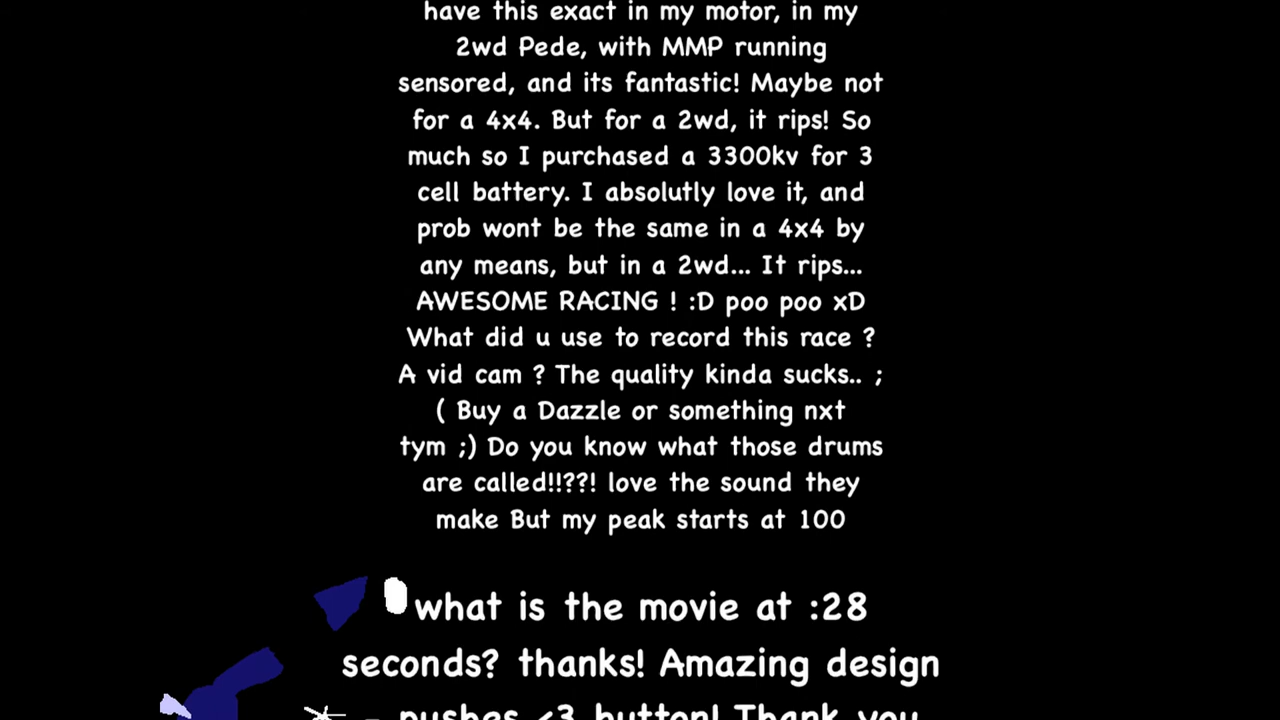 have this exact in my motor, in my
2wd Pede, with MMP running
sensored, and its fantastic! Maybe not
for a 4x4. But for a 2wd, it rips! So
much so I purchased a 3300kv for 3
cell battery. I absolutly love it, and
prob wont be the same in a 4x4 by
any means, but in a 2wd... It rips...
AWESOME RACING ! :D poo poo xD
What did u use to record this race ?
A vid cam ? The quality kinda sucks.. ;
( Buy a Dazzle or something nxt
tym ;) Do you know what those drums
are called!!??! love the sound they
make But my peak starts at 100
what is the movie at :28
seconds? thanks! Amazing design
- pushes <3 button! Thank you